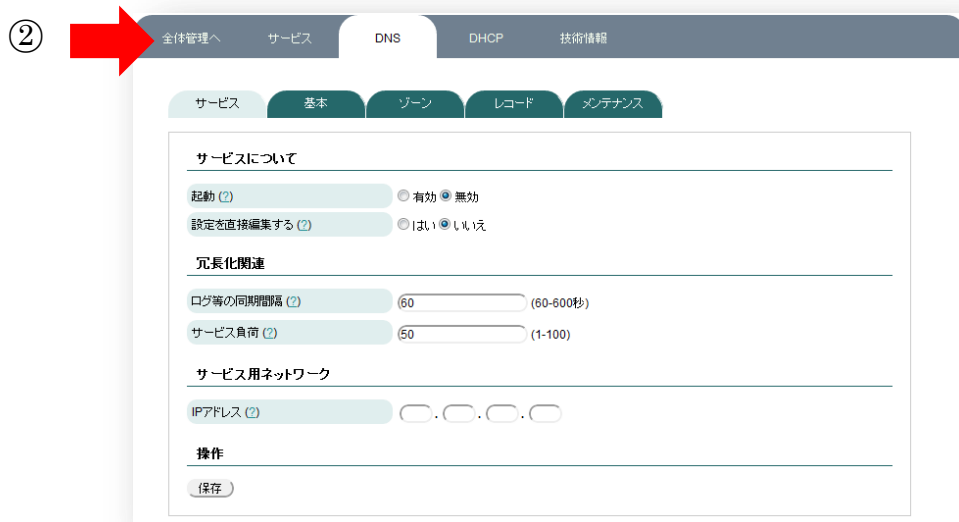 ②
全体管理へ サービス DNS DHCP 技術情報
サービス 基本 ゾーン レコード メンテナンス
サービスについて
起動 (?) 有効 無効
設定を直接編集する (?) はい いいえ
冗長化関連
ログ等の同期間隔 (?) 60 (60-600秒)
サービス負荷 (?) 50 (1-100)
サービス用ネットワーク
IPアドレス (?) . . .
操作
保存